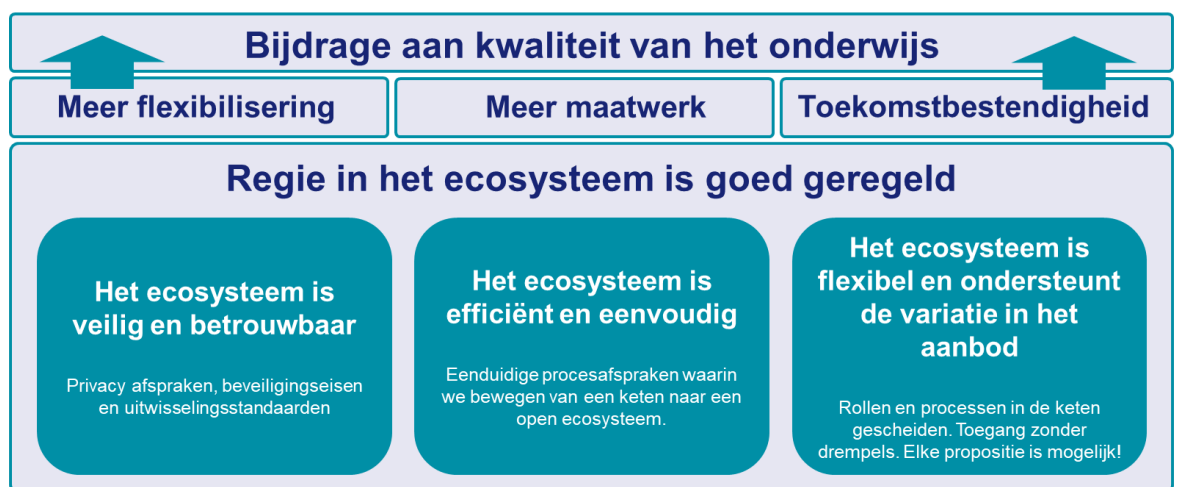 Bijdrage aan kwaliteit van het onderwijs
Meer flexibilisering
Meer maatwerk
Toekomstbestendigheid
Regie in het ecosysteem is goed geregeld
Het ecosysteem is
veilig en betrouwbaar
Privacy afspraken, beveiligingseisen
en uitwisselingsstandaarden
Het ecosysteem is
efficiënt en eenvoudig
Eenduidige procesafspraken waarin
we bewegen van een keten naar een
open ecosysteem.
Het ecosysteem is
flexibel en ondersteunt
de variatie in het
aanbod
Rollen en processen in de keten
gescheiden. Toegang zonder
drempels. Elke propositie is mogelijk!